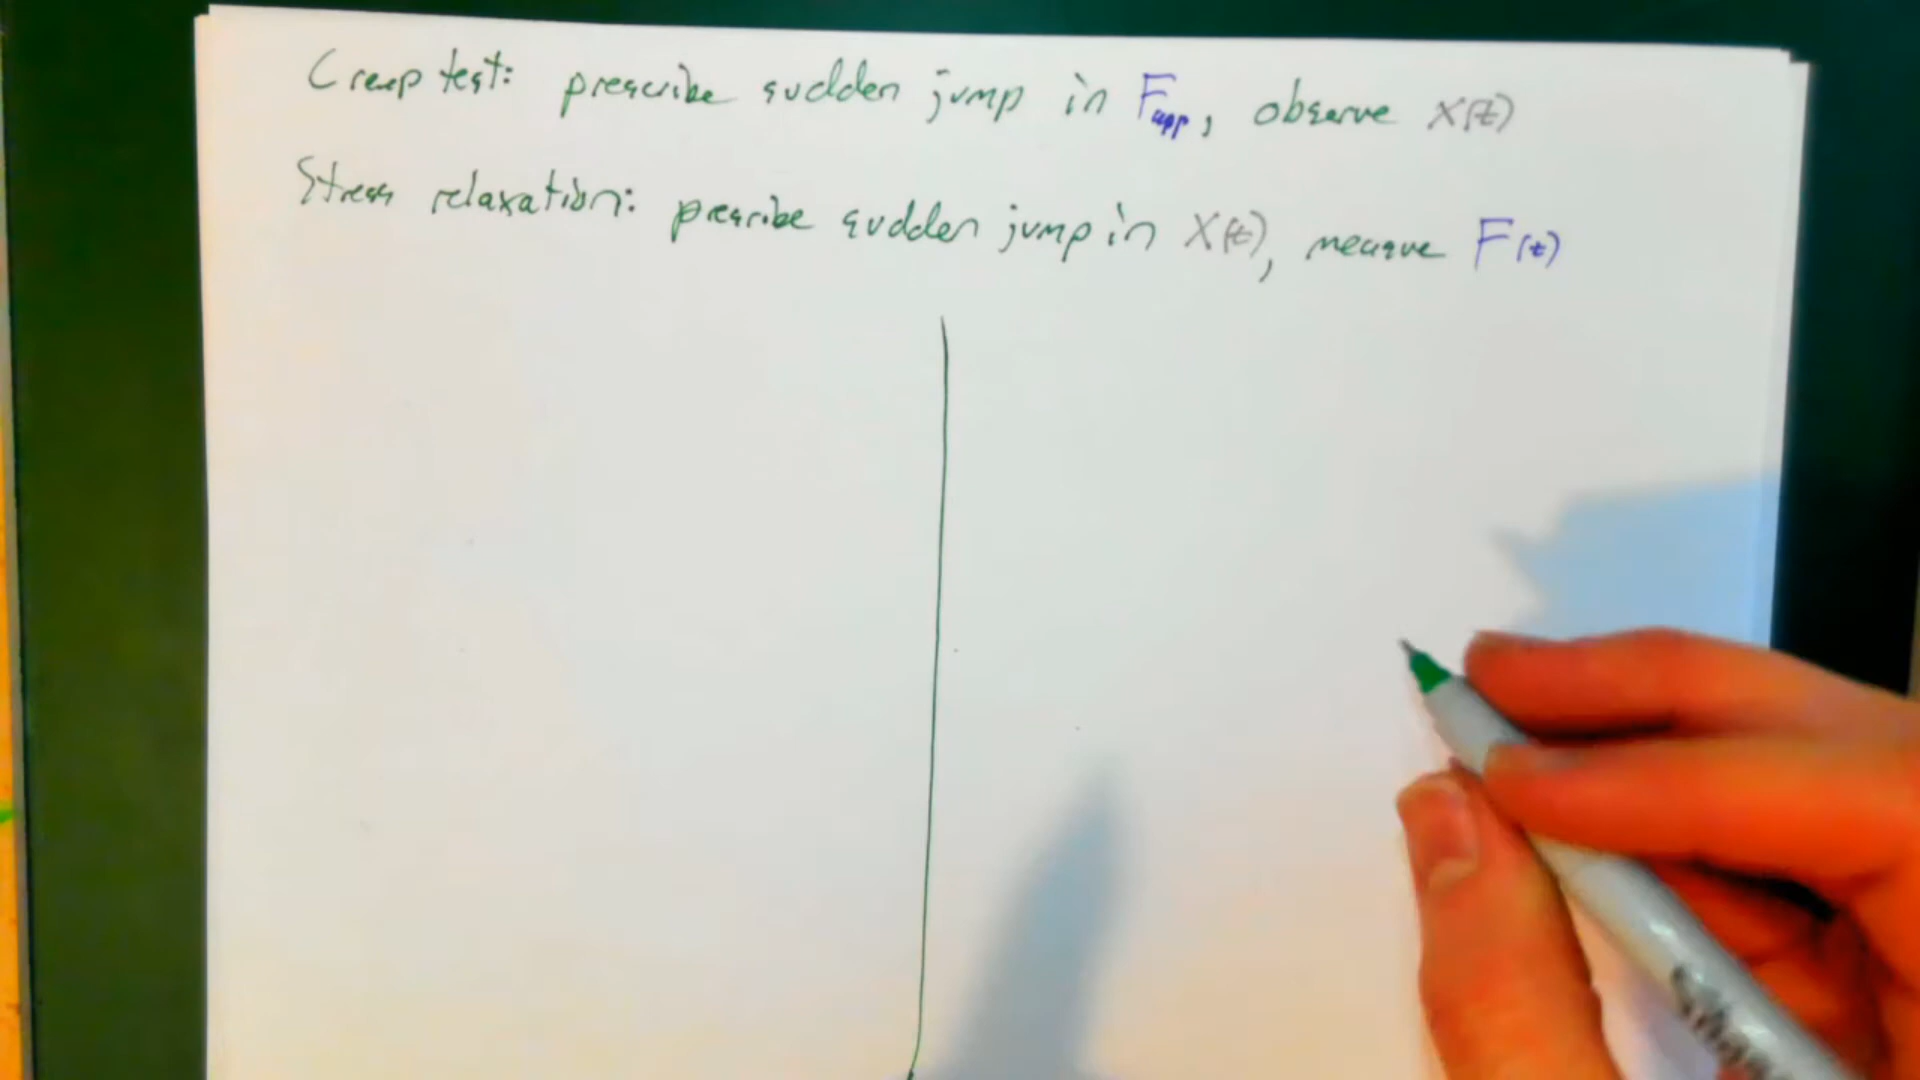 Creep test: prescribe sudden jump in Fapp, observe X(t)
Stress relaxation: prescribe sudden jump in X(t), measure F(t)